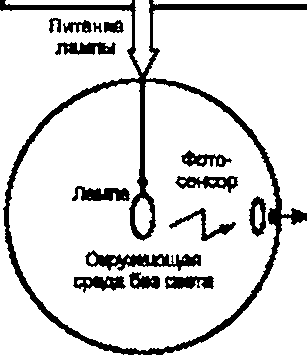 Питание
лампы
Фото-
сенсор
Лампа
Окружающая
среда без света